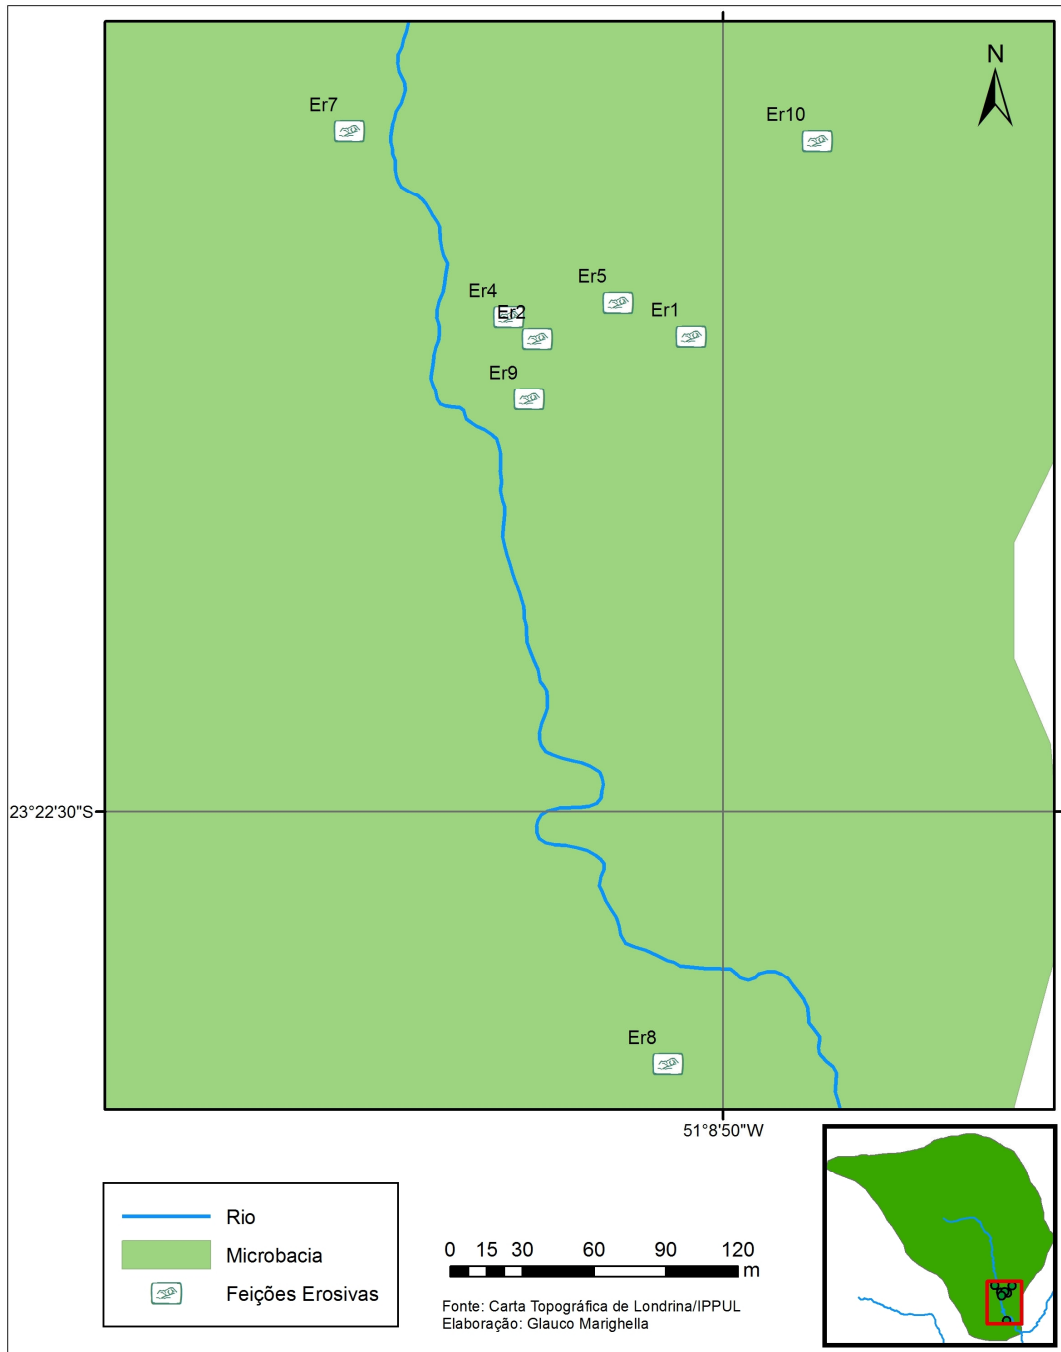 N
Er7
Er10
Er5
Er4
Er2
Er1
Er9
23°22'30"S
Er8
51°8'50"W
Rio
Microbacia
Feições Erosivas
0 15 30 60 90 120
m
Fonte: Carta Topográfica de Londrina/IPPUL
Elaboração: Glauco Marighella